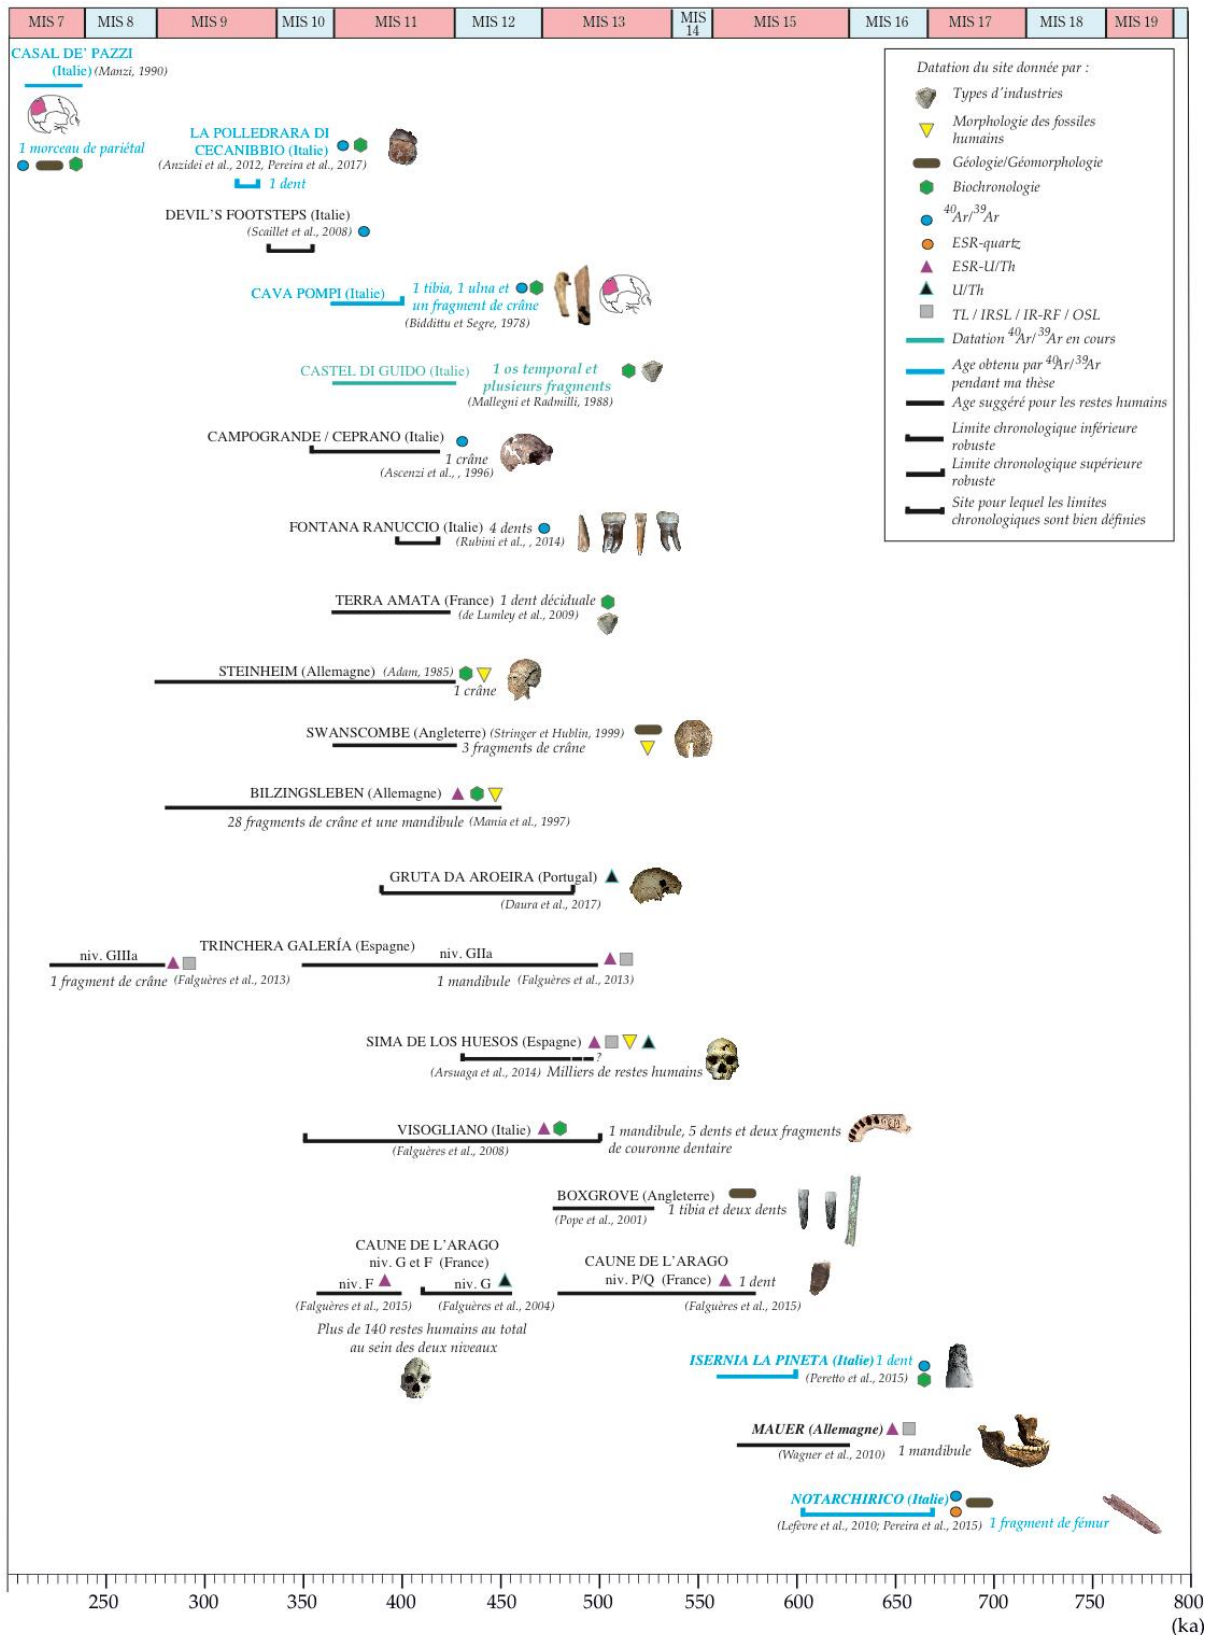 MIS 7 MIS 8 MIS 9 MIS 10 MIS 11 MIS 12 MIS 13 MIS 14 MIS 15 MIS 16 MIS 17 MIS 18 MIS 19
CASAL DE' PAZZI
(Italie) (Manzi, 1990)
1 morceau de pariétal
LA POLLEDRARA DI
CECANIBBIO (Italie)
(Anzidei et al., 2012, Pereira et al., 2017)
1 dent
DEVIL'S FOOTSTEPS (Italie)
(Scaillet et al., 2008)
CAVA POMPI (Italie)
1 tibia, 1 ulna et
un fragment de crâne
(Biddittu et Segre, 1978)
CASTEL DI GUIDO (Italie)
1 os temporal et
plusieurs fragments
(Mallegni et Radmilli, 1988)
CAMPOGRANDE / CEPRANO (Italie)
1 crâne
(Ascenzi et al., , 1996)
FONTANA RANUCCIO (Italie) 4 dents
(Rubini et al., , 2014)
TERRA AMATA (France) 1 dent déciduale
(de Lumley et al., 2009)
STEINHEIM (Allemagne) (Adam, 1985)
1 crâne
SWANSCOMBE (Angleterre) (Stringer et Hublin, 1999)
3 fragments de crâne
BILZINGSLEBEN (Allemagne)
28 fragments de crâne et une mandibule (Mania et al., 1997)
GRUTA DA AROEIRA (Portugal)
(Daura et al., 2017)
TRINCHERA GALERÍA (Espagne)
niv. GIIIa
niv. GIIa
1 fragment de crâne (Falguères et al., 2013)
1 mandibule (Falguères et al., 2013)
SIMA DE LOS HUESOS (Espagne)
?
(Arsuaga et al., 2014) Milliers de restes humains
VISOGLIANO (Italie)
(Falguères et al., 2008)
1 mandibule, 5 dents et deux fragments
de couronne dentaire
BOXGROVE (Angleterre)
1 tibia et deux dents
(Pope et al., 2001)
CAUNE DE L'ARAGO
niv. G et F (France)
niv. F
niv. G
(Falguères et al., 2015)
(Falguères et al., 2004)
Plus de 140 restes humains au total
au sein des deux niveaux
CAUNE DE L'ARAGO
niv. P/Q (France) 1 dent
(Falguères et al., 2015)
ISERNIA LA PINETA (Italie) 1 dent
(Peretto et al., 2015)
MAUER (Allemagne)
(Wagner et al., 2010) 1 mandibule
NOTARCHIRICO (Italie)
(Lefèvre et al., 2010; Pereira et al., 2015) 1 fragment de fémur
Datation du site donnée par :
Types d'industries
Morphologie des fossiles
humains
Géologie/Géomorphologie
Biochronologie
40Ar/39Ar
ESR-quartz
ESR-U/Th
U/Th
TL / IRSL / IR-RF / OSL
Datation 40Ar/39Ar en cours
Age obtenu par 40Ar/39Ar
pendant ma thèse
Age suggéré pour les restes humains
Limite chronologique inférieure
robuste
Limite chronologique supérieure
robuste
Site pour lequel les limites
chronologiques sont bien définies
250 300 350 400 450 500 550 600 650 700 750 800
(ka)